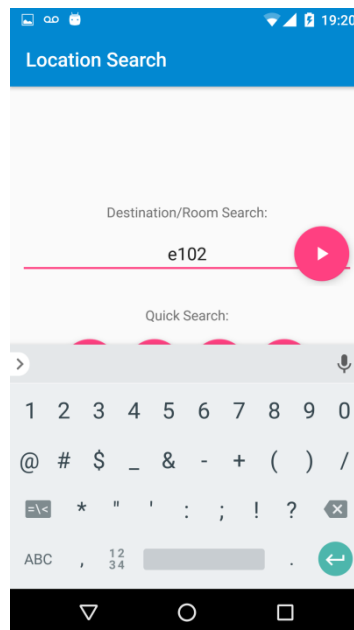 19:20
Location Search
Destination/Room Search:
e102
Quick Search:
1 2 3 4 5 6 7 8 9 0
@ # $ _ & - + ( ) /
=\< * " ' : ; ! ?
ABC , 12 34 .